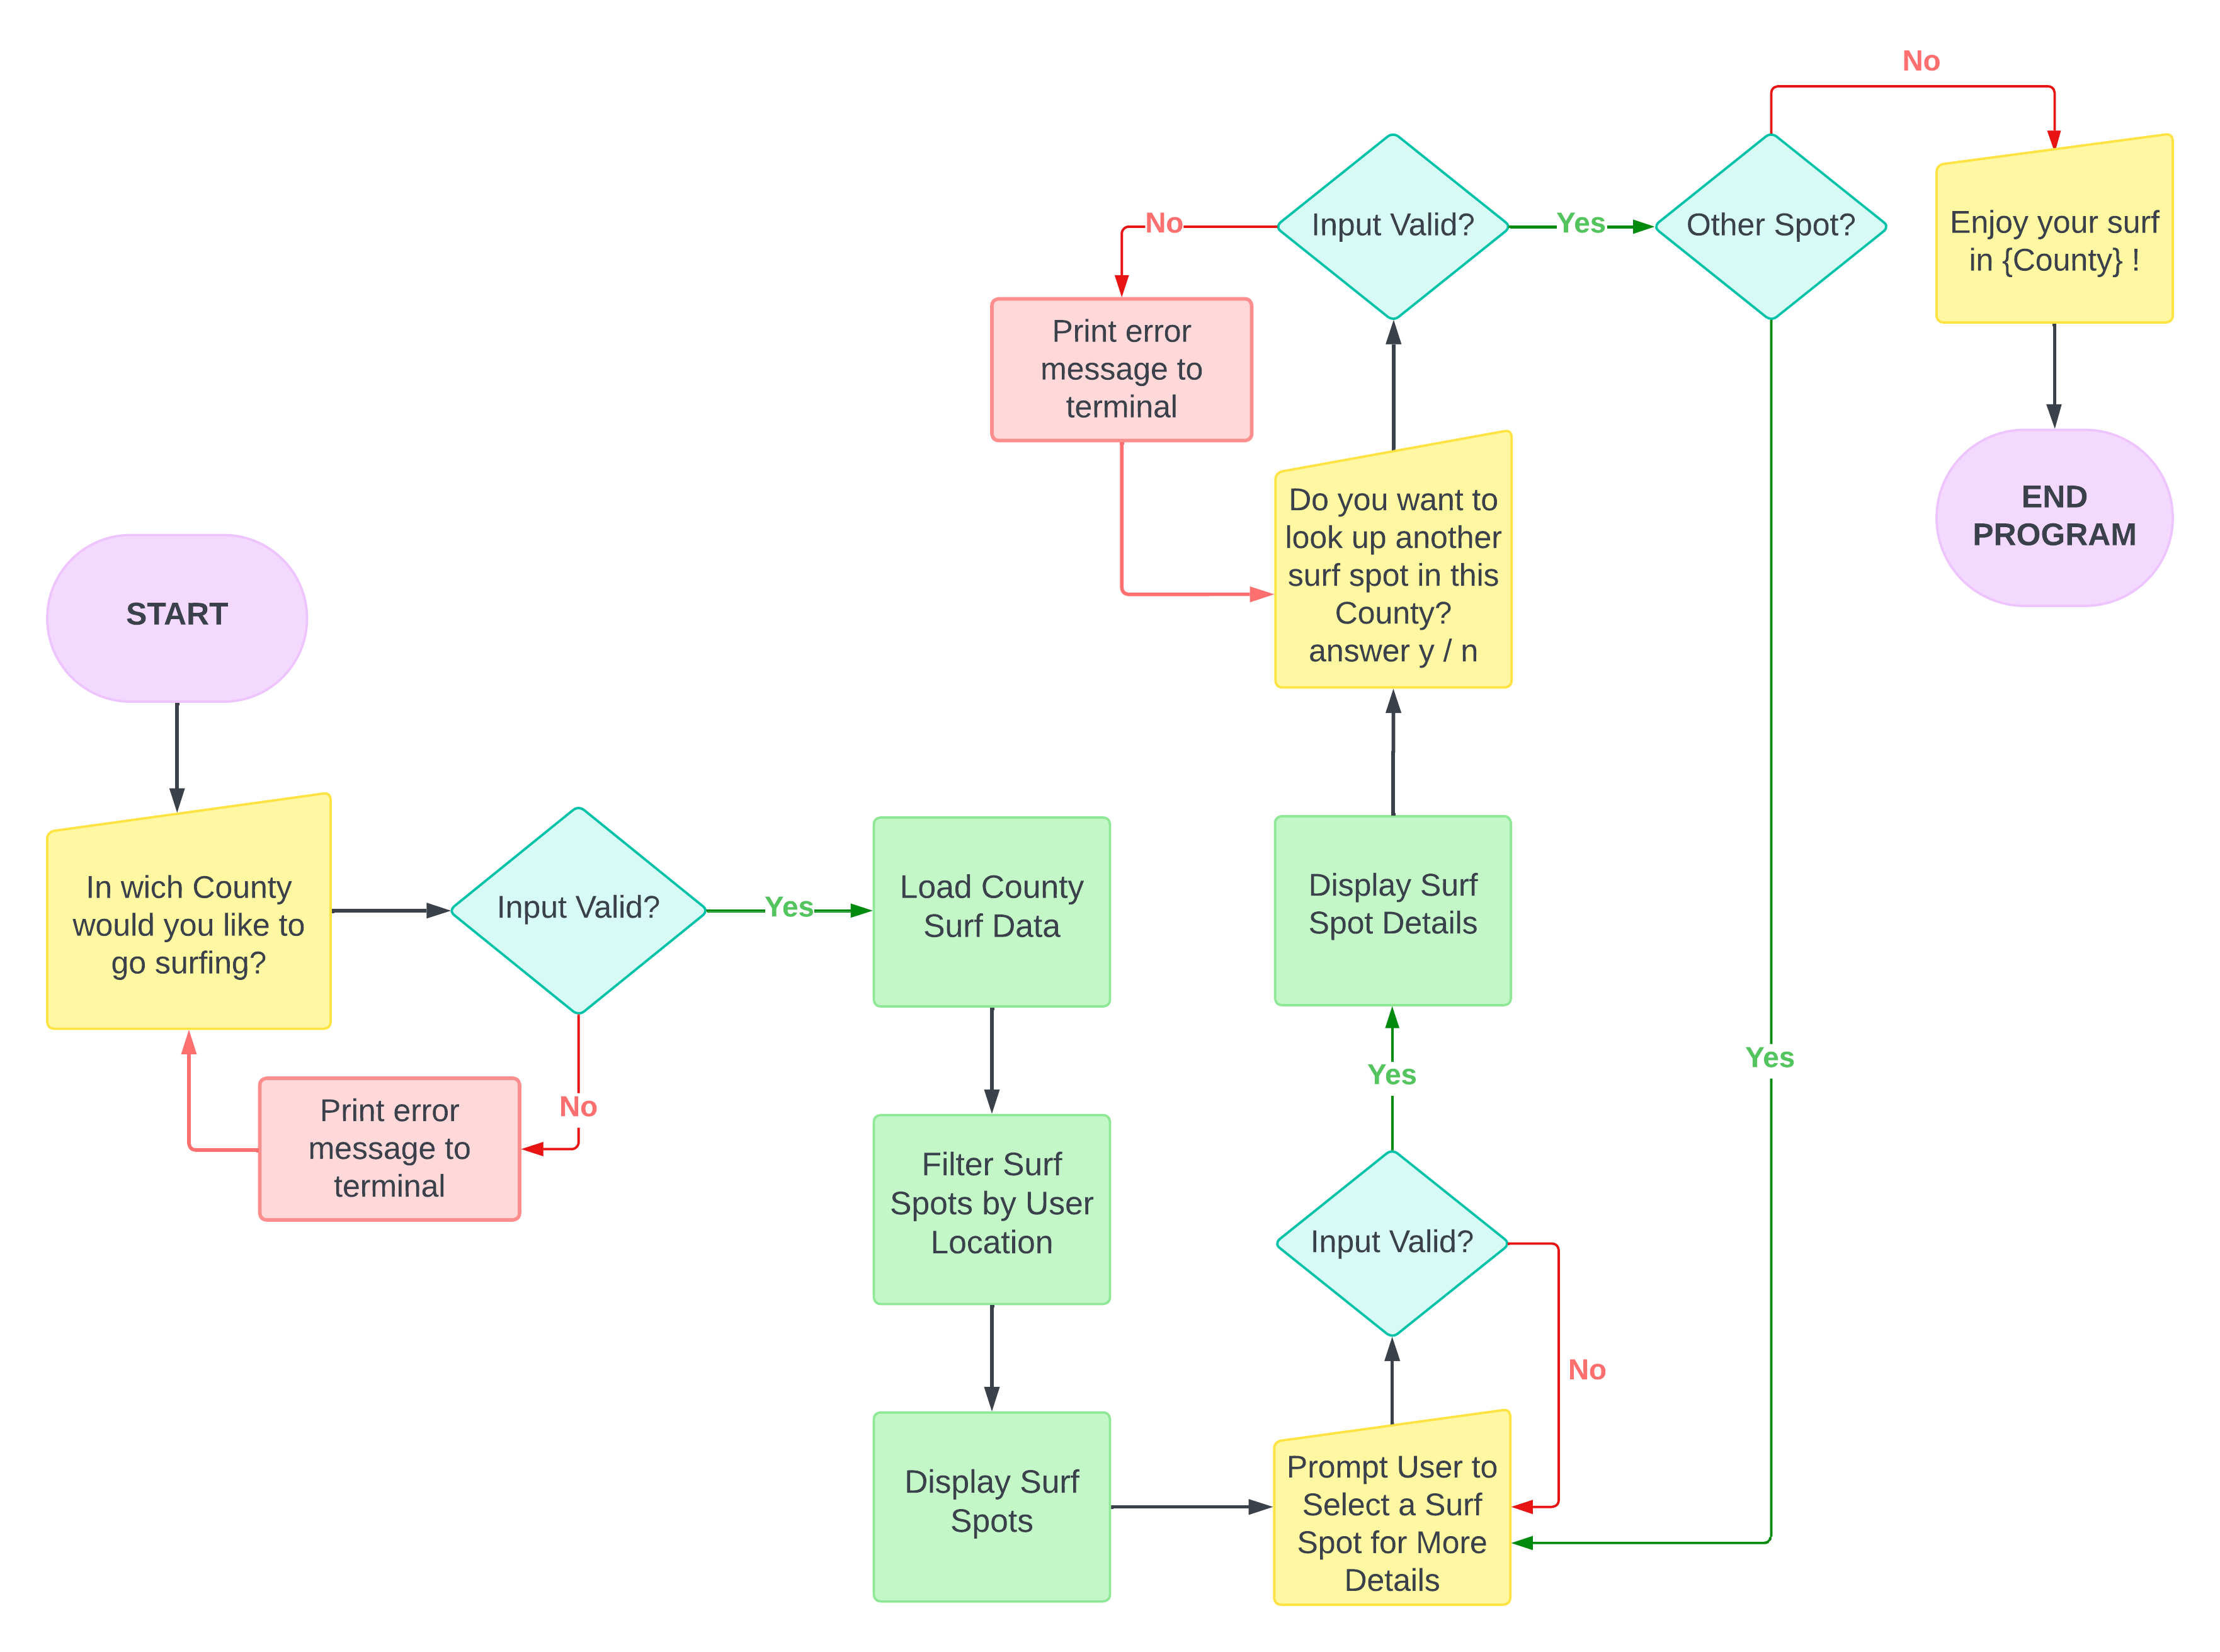 START
In wich County
would you like to
go surfing?
Input Valid?
No
Print error
message to
terminal
Yes
Load County
Surf Data
Filter Surf
Spots by User
Location
Display Surf
Spots
Prompt User to
Select a Surf
Spot for More
Details
Input Valid?
No
Yes
Display Surf
Spot Details
Do you want to
look up another
surf spot in this
County?
answer y / n
Input Valid?
No
Print error
message to
terminal
Yes
Other Spot?
Yes
No
Enjoy your surf
in {County} !
END
PROGRAM